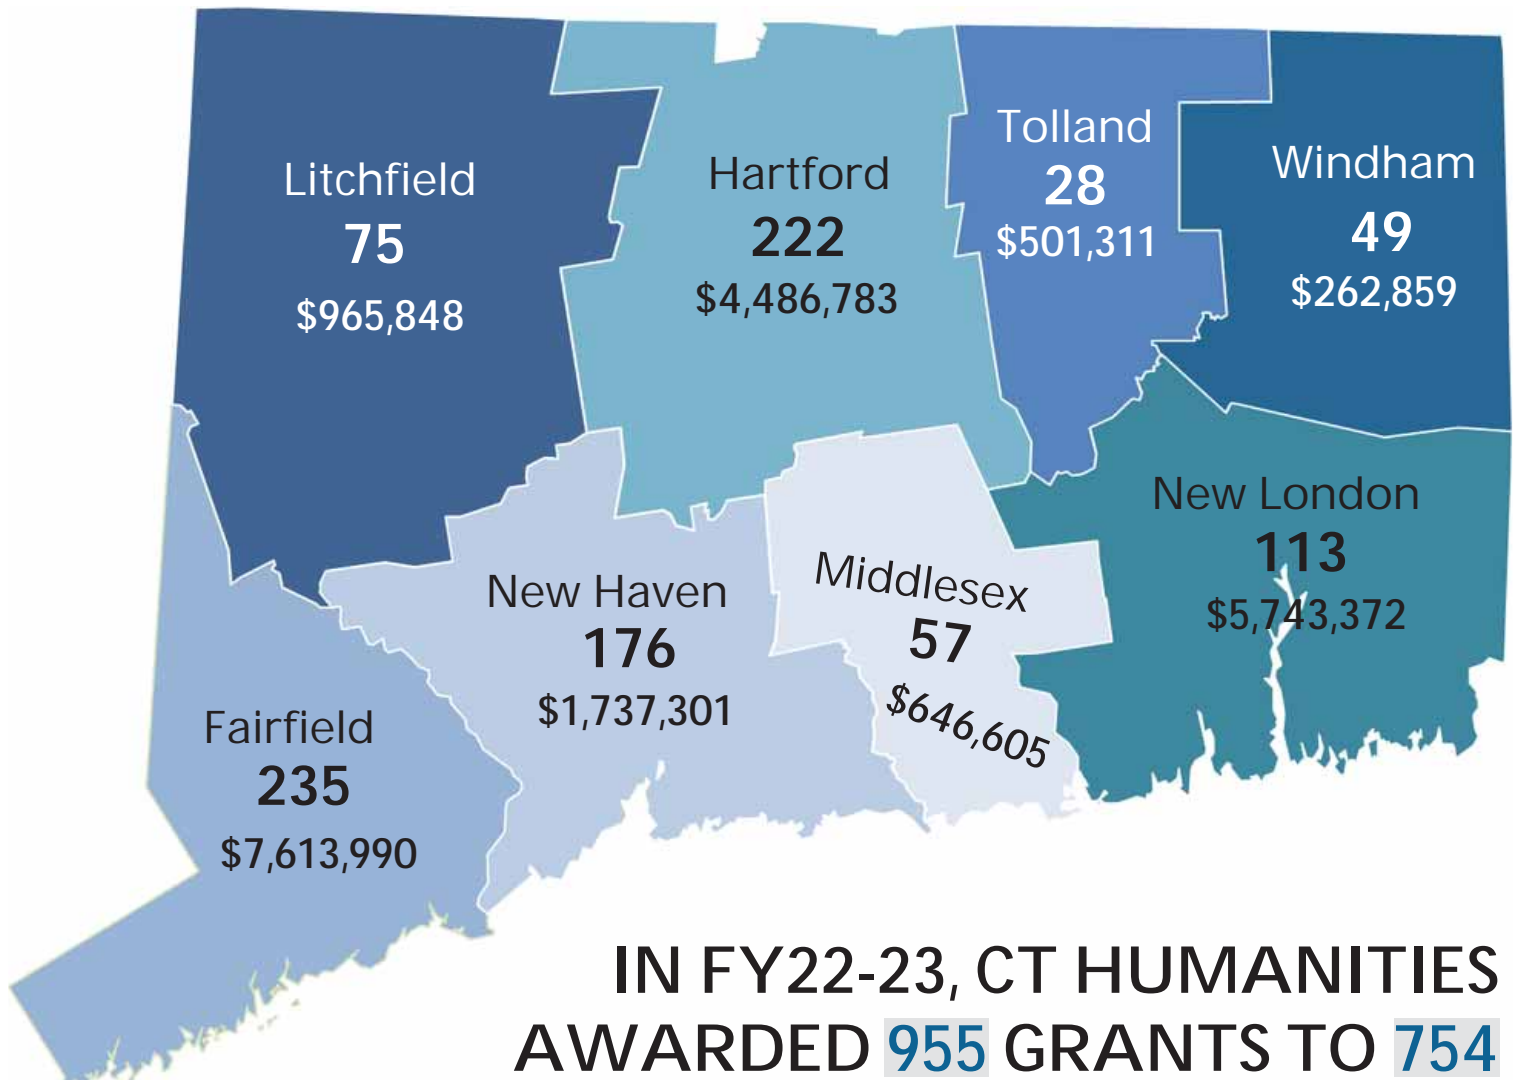 Litchfield
75
$965,848
Hartford
222
$4,486,783
Tolland
28
$501,311
Windham
49
$262,859
New London
113
$5,743,372
Middlesex
57
$646,605
New Haven
176
$1,737,301
Fairfield
235
$7,613,990
IN FY22-23, CT HUMANITIES
AWARDED 955 GRANTS TO 754